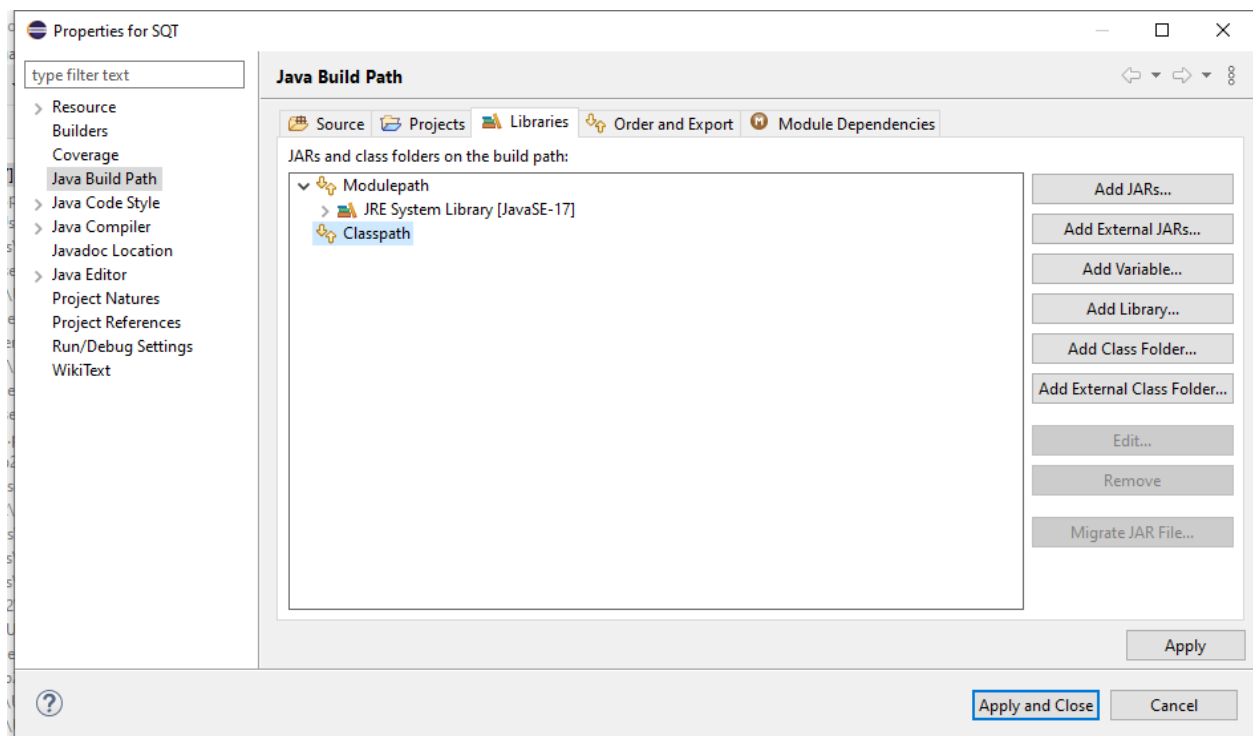 Properties for SQT
type filter text
Resource
Builders
Coverage
Java Build Path
Java Code Style
Java Compiler
Javadoc Location
Java Editor
Project Natures
Project References
Run/Debug Settings
WikiText
Java Build Path
Source Projects Libraries Order and Export Module Dependencies
JARs and class folders on the build path:
Modulepath
JRE System Library [JavaSE-17]
Classpath
Add JARs...
Add External JARs...
Add Variable...
Add Library...
Add Class Folder...
Add External Class Folder...
Edit...
Remove
Migrate JAR File...
Apply
Apply and Close Cancel